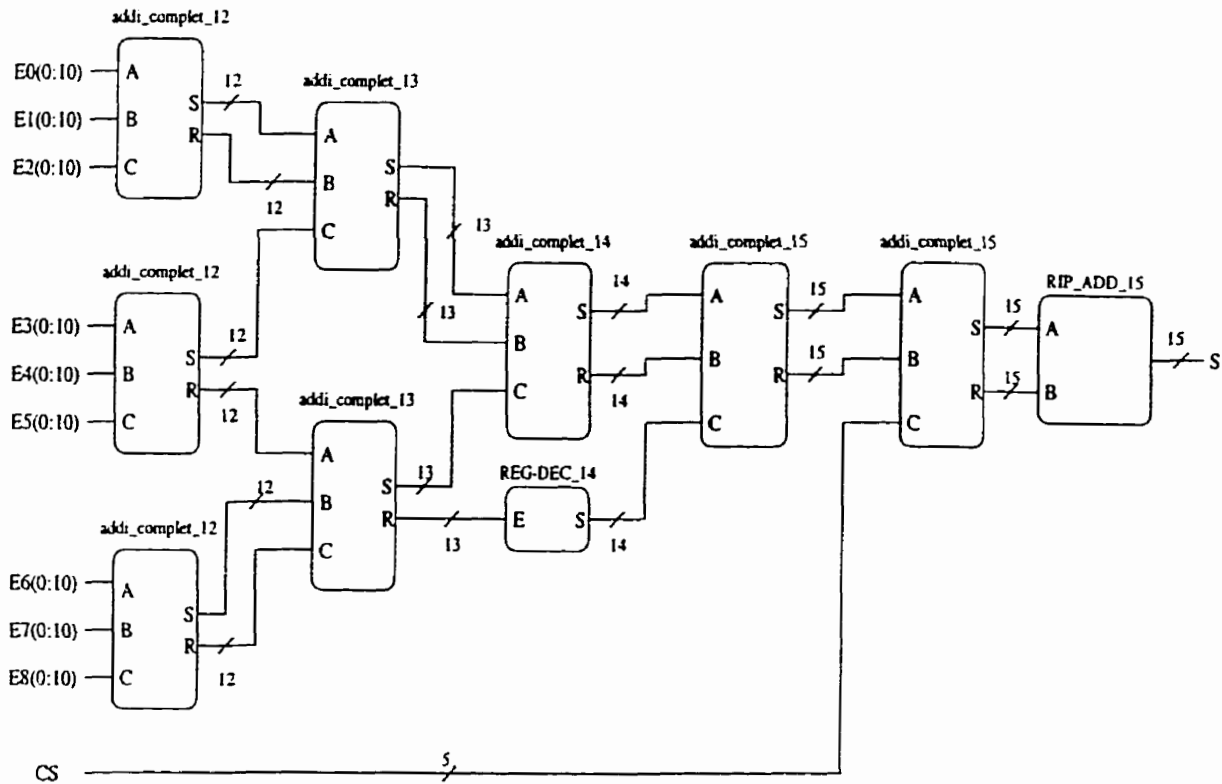 addi_complet_12
E0(0:10)
E1(0:10)
E2(0:10)
A
B
C
S
R
12
12
addi_complet_13
A
B
C
S
R
13
13
addi_complet_12
E3(0:10)
E4(0:10)
E5(0:10)
A
B
C
S
R
12
12
addi_complet_13
A
B
C
S
R
13
13
addi_complet_12
E6(0:10)
E7(0:10)
E8(0:10)
A
B
C
S
R
12
12
addi_complet_14
A
B
C
S
R
14
14
REG-DEC_14
E
S
14
addi_complet_15
A
B
C
S
R
15
15
addi_complet_15
A
B
C
S
R
15
15
RIP_ADD_15
A
B
15
S
CS
5